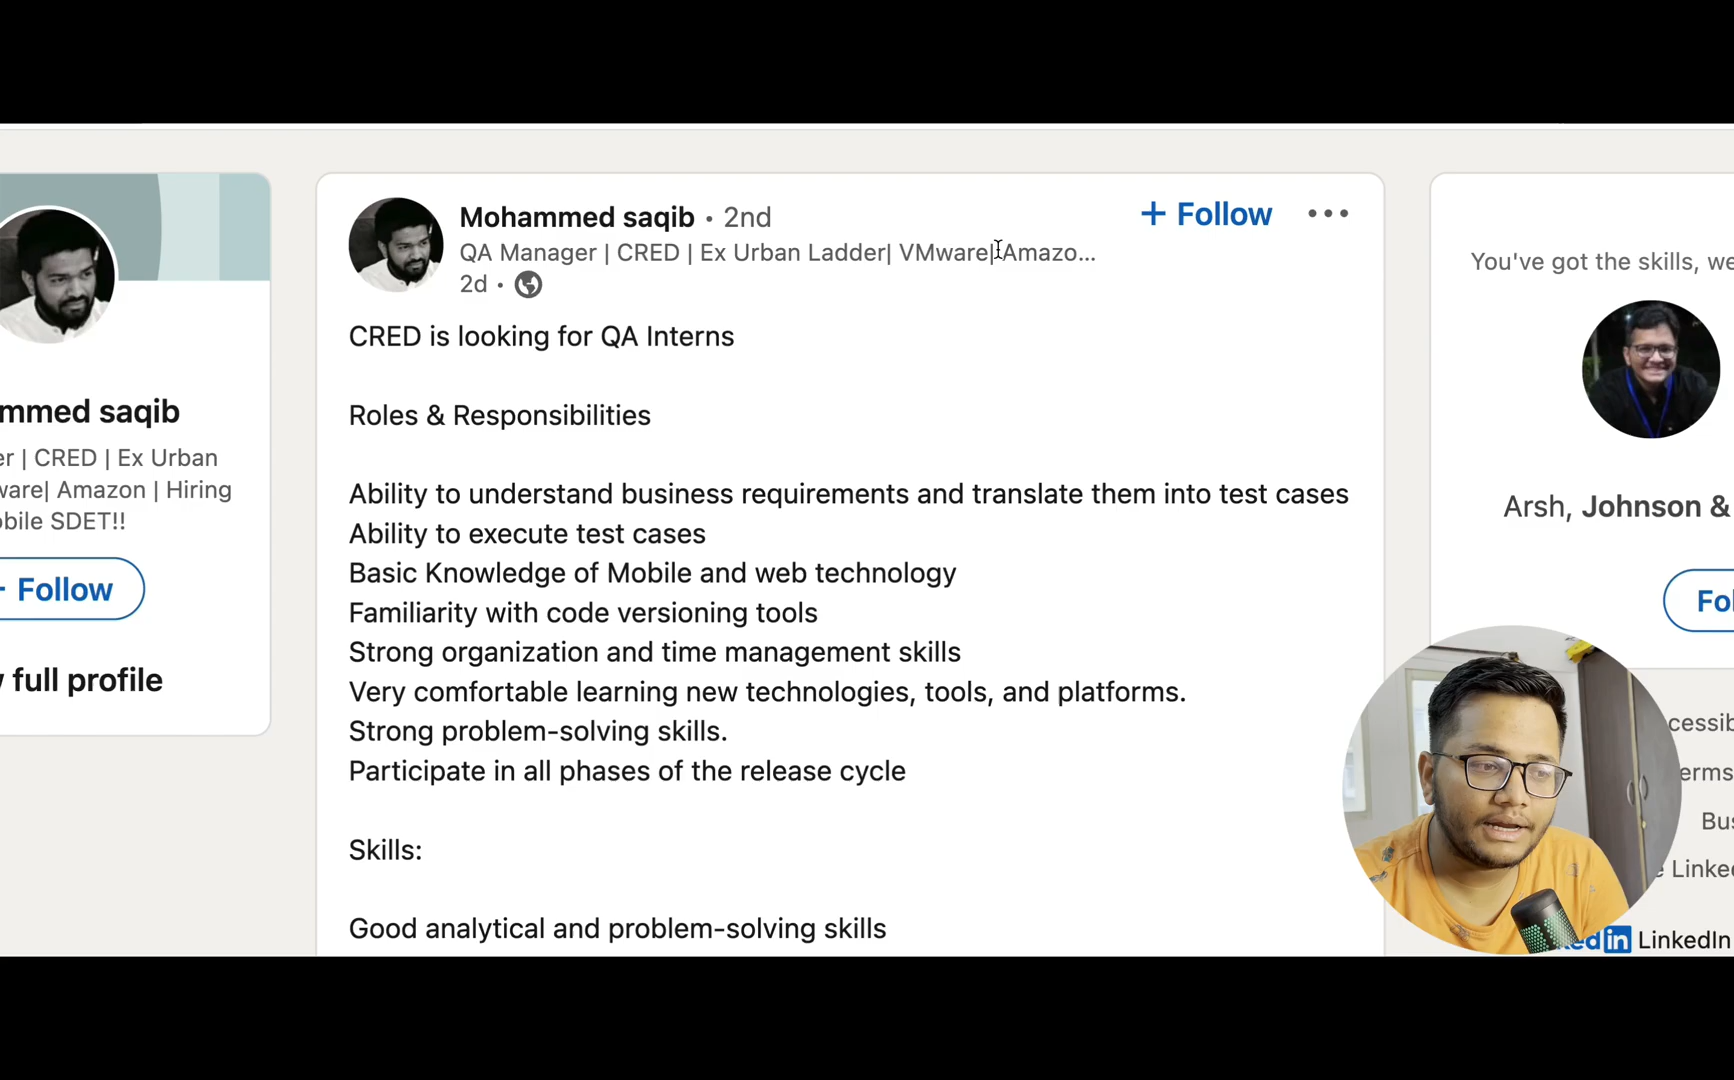 Mohammed saqib • 2nd
QA Manager | CRED | Ex Urban Ladder| VMware| Amazo...
2d •
+ Follow
CRED is looking for QA Interns
Roles & Responsibilities
Ability to understand business requirements and translate them into test cases
Ability to execute test cases
Basic Knowledge of Mobile and web technology
Familiarity with code versioning tools
Strong organization and time management skills
Very comfortable learning new technologies, tools, and platforms.
Strong problem-solving skills.
Participate in all phases of the release cycle
Skills:
Good analytical and problem-solving skills
mmed saqib
er | CRED | Ex Urban
ware| Amazon | Hiring
obile SDET!!
Follow
full profile
You've got the skills, we
Arsh, Johnson &
Fol
cessib
erms
Bus
Linke
in LinkedIn